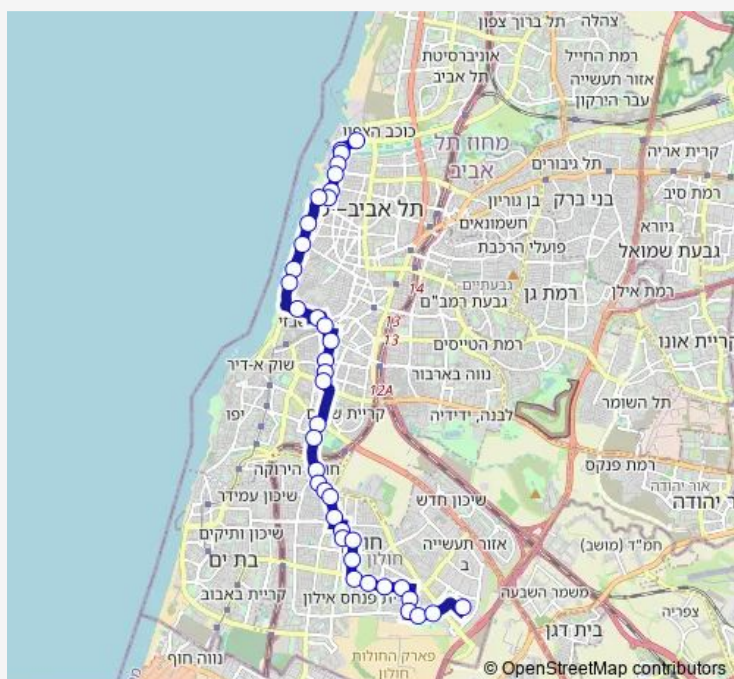 צהלה
תל ברוך צפון
אוניברסיטת
תל אביב
רמת החייל
אזור תעשייה
עבר הירקון
כוכב הצפון
מחוז תל
אביב
קרית אריה
תל גיבורים
רמת סיב
בני ברק
בן גוריון
תל אביב–
חשמונאים
גיורא
פועלי הרכבת
גבעת שמואל
גבעתיים
14
גבעת רמב"ם
רמת גן
רמת אילן
13
13
קריית אונו
רמת הטייסים
שוק א-דיר
נווה בארבור
12A
תל השומר
יפו
לבנה, ידידיה
רמת פנקס
אור יהודה
שיכון עמידר
שיכון חדש
שיכון ותיקים
אזור תעשייה
ב
חולון
חמ"ד (מושב)
בת ים
קריית באבוב
פנחס אילון
משמר השבעה
ספריה
בית דגן
נווה חוף
פארק החולות
חולון
© OpenStreetMap contributors